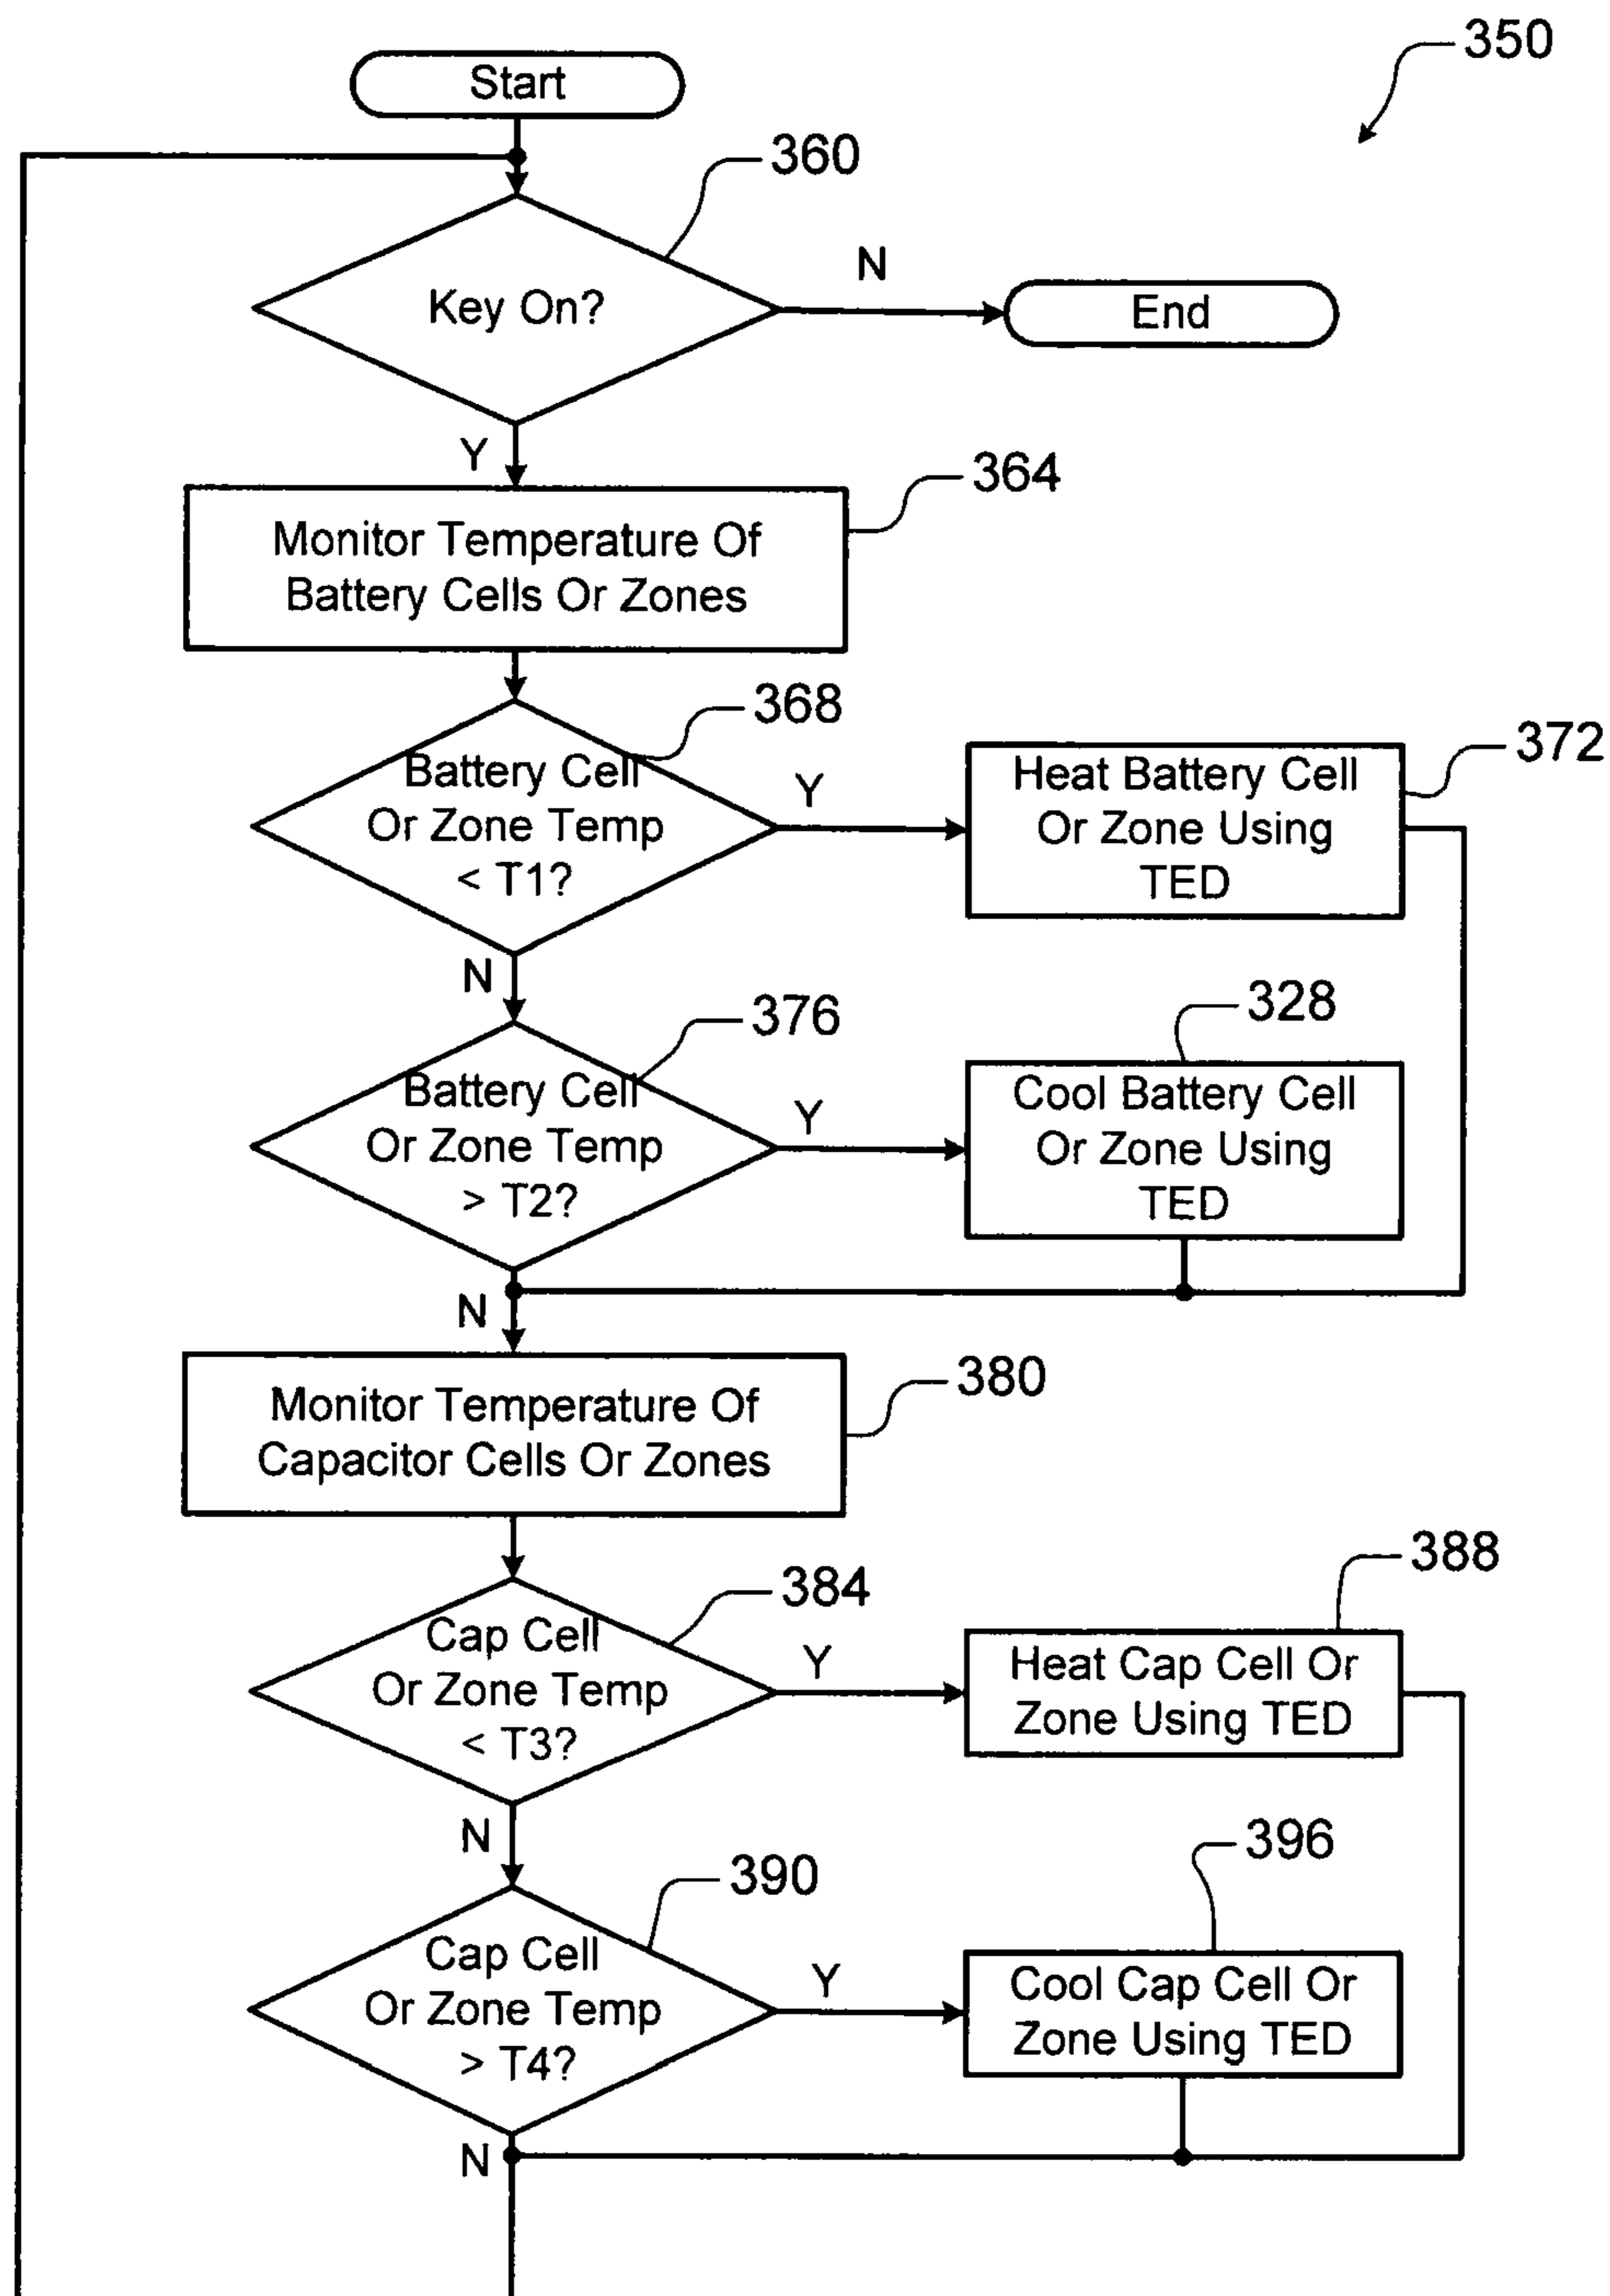 350
Start
360
Key On?
N
End
Y
364
Monitor Temperature Of
Battery Cells Or Zones
368
Battery Cell
Or Zone Temp
< T1?
Y
372
Heat Battery Cell
Or Zone Using
TED
N
376
Battery Cell
Or Zone Temp
> T2?
Y
328
Cool Battery Cell
Or Zone Using
TED
N
380
Monitor Temperature Of
Capacitor Cells Or Zones
384
Cap Cell
Or Zone Temp
< T3?
Y
388
Heat Cap Cell Or
Zone Using TED
N
390
Cap Cell
Or Zone Temp
> T4?
Y
396
Cool Cap Cell Or
Zone Using TED
N